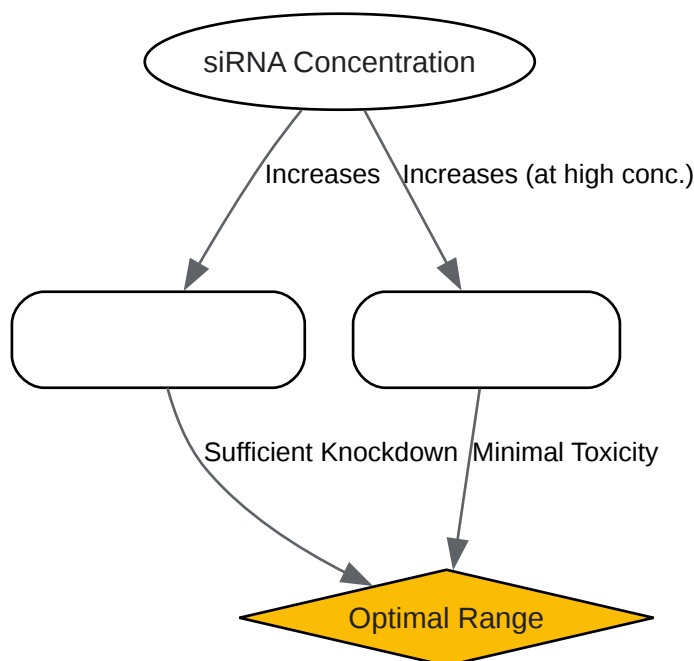 siRNA Concentration
Increases
Increases (at high conc.)
Sufficient Knockdown
Minimal Toxicity
Optimal Range